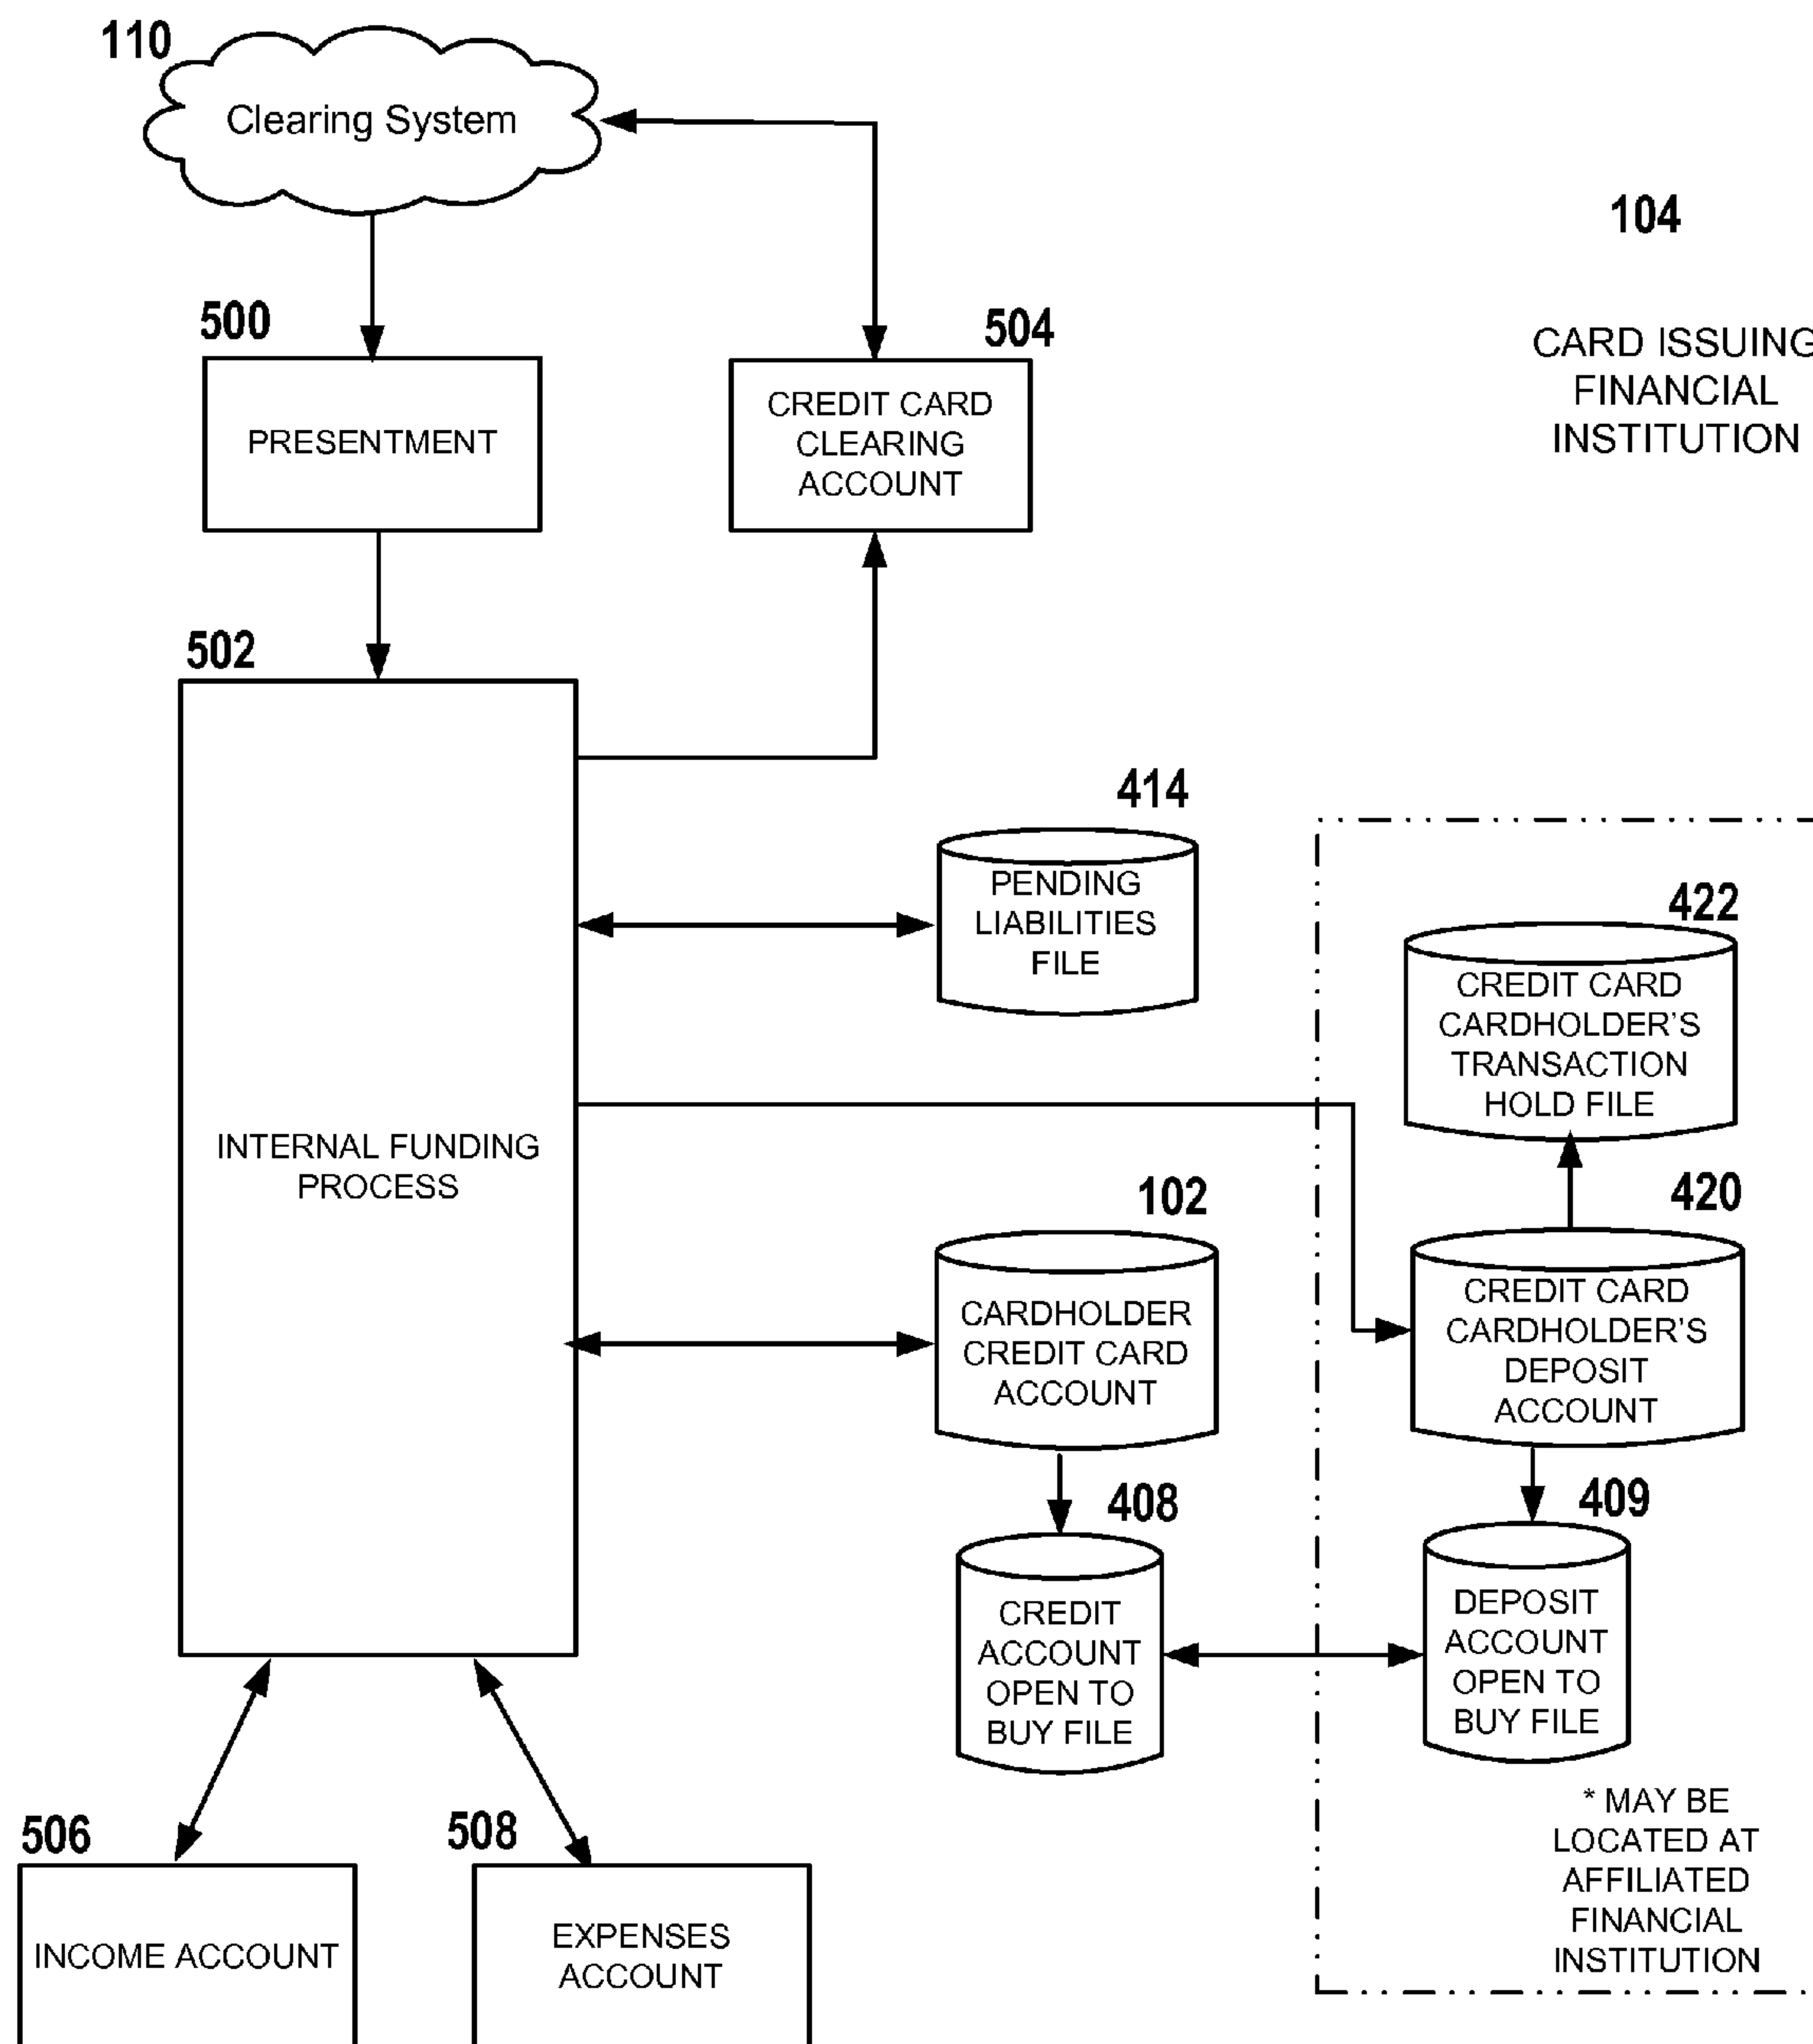 110
Clearing System
104
500
504
CARD ISSUING
FINANCIAL
INSTITUTION
PRESENTMENT
CREDIT CARD
CLEARING
ACCOUNT
502
414
PENDING
LIABILITIES
FILE
422
CREDIT CARD
CARDHOLDER'S
TRANSACTION
HOLD FILE
INTERNAL FUNDING
PROCESS
102
420
CARDHOLDER
CREDIT CARD
ACCOUNT
CREDIT CARD
CARDHOLDER'S
DEPOSIT
ACCOUNT
408
409
CREDIT
ACCOUNT
OPEN TO
BUY FILE
DEPOSIT
ACCOUNT
OPEN TO
BUY FILE
* MAY BE
LOCATED AT
AFFILIATED
FINANCIAL
INSTITUTION
506
508
INCOME ACCOUNT
EXPENSES
ACCOUNT